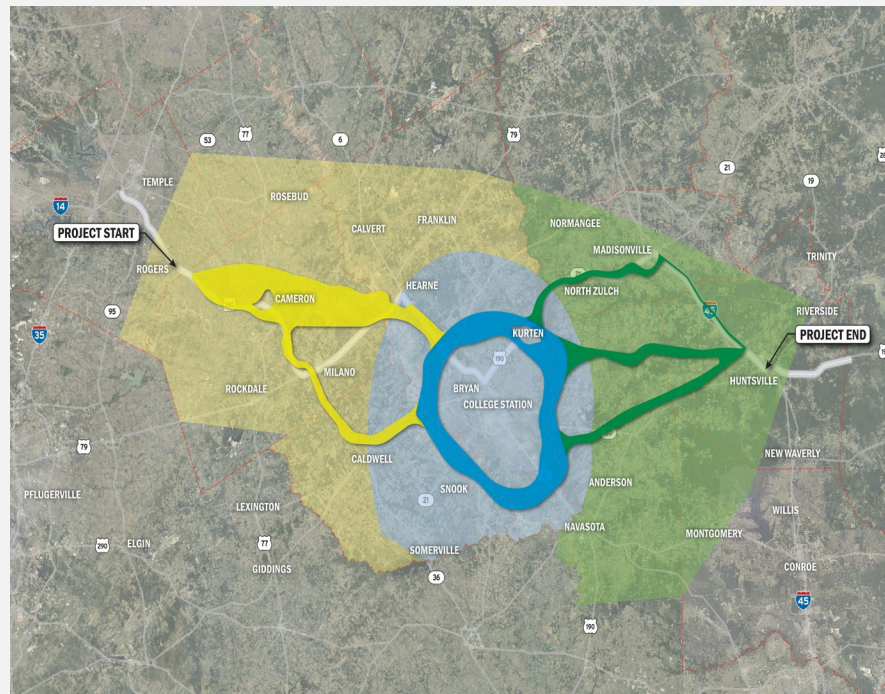 53
77
6
79
21
19
TEMPLE
14
ROSEBUD
CALVERT
FRANKLIN
NORMANGEE
PROJECT START
MADISONVILLE
TRINITY
ROGERS
HEARNE
NORTH ZULCH
CAMERON
95
45
RIVERSIDE
35
KURTEN
PROJECT END
190
MILANO
ROCKDALE
BRYAN
HUNTSVILLE
COLLEGE STATION
79
CALDWELL
NEW WAVERLY
PFLUGERVILLE
SNOOK
ANDERSON
21
LEXINGTON
WILLIS
NAVASOTA
MONTGOMERY
290
ELGIN
77
SOMERVILLE
GIDDINGS
36
CONROE
45
190